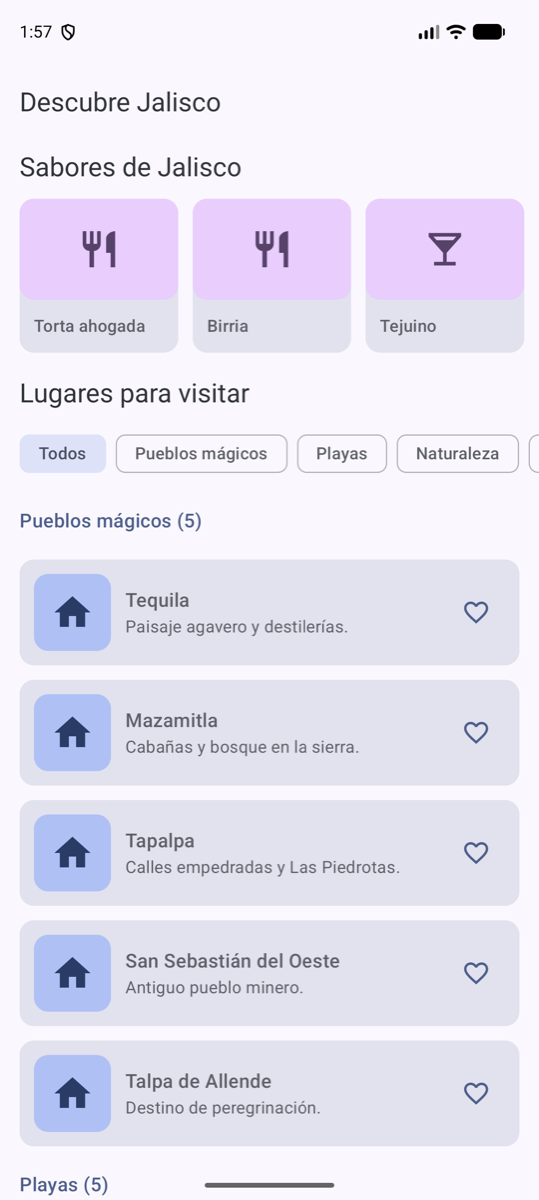 1:57
Descubre Jalisco
Sabores de Jalisco
Torta ahogada
Birria
Tejuino
Lugares para visitar
Todos
Pueblos mágicos
Playas
Naturaleza
Pueblos mágicos (5)
Tequila
Paisaje agavero y destilerías.
Mazamitla
Cabañas y bosque en la sierra.
Tapalpa
Calles empedradas y Las Piedrotas.
San Sebastián del Oeste
Antiguo pueblo minero.
Talpa de Allende
Destino de peregrinación.
Playas (5)